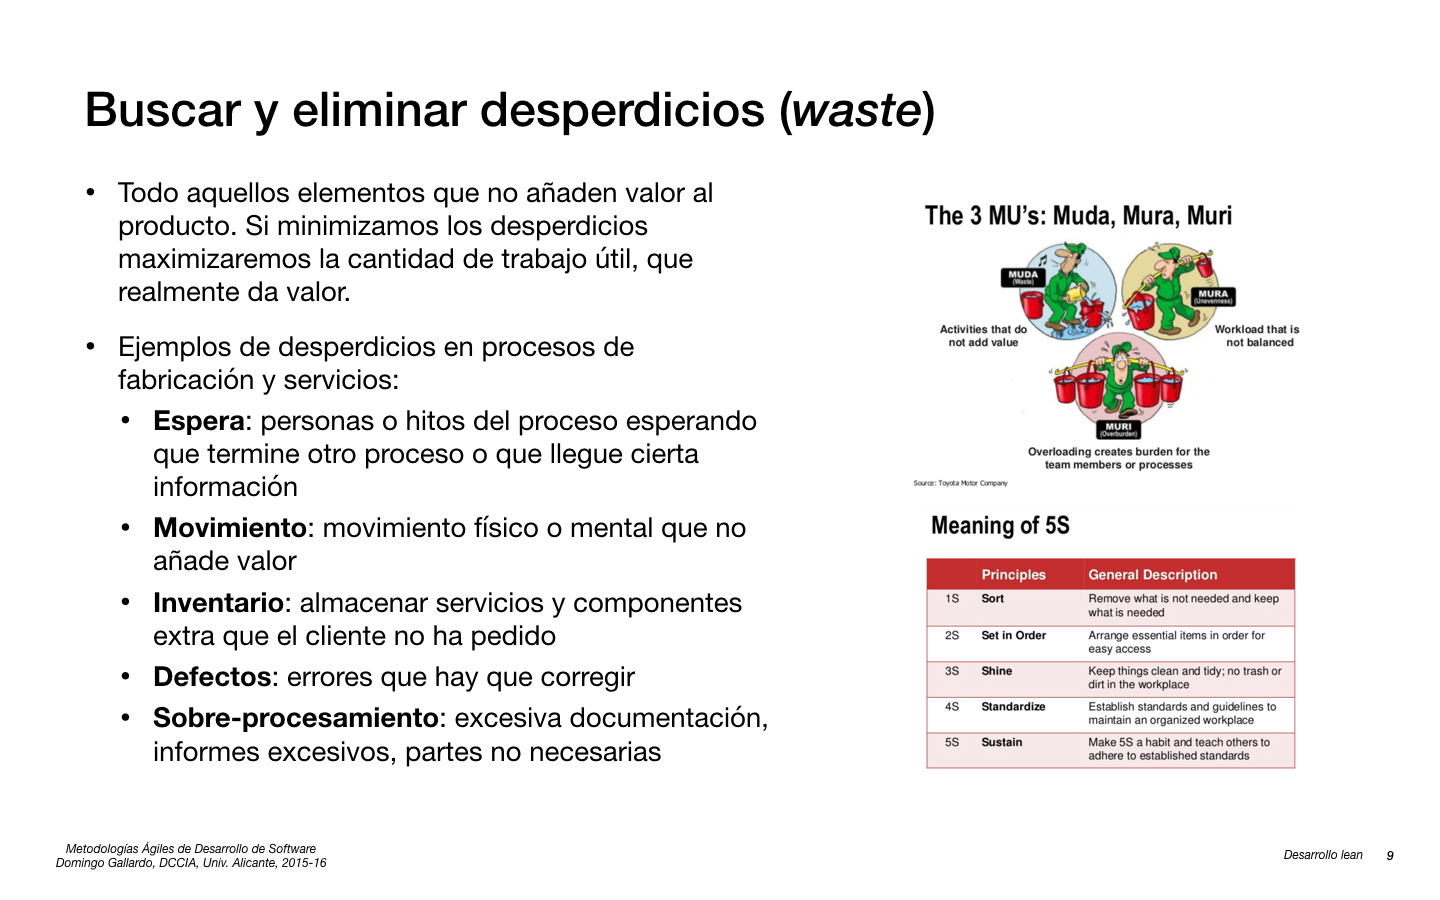 Buscar y eliminar desperdicios (waste)
• Todo aquellos elementos que no añaden valor al
producto. Si minimizamos los desperdicios
maximizaremos la cantidad de trabajo útil, que
realmente da valor.
• Ejemplos de desperdicios en procesos de
fabricación y servicios:
• Espera: personas o hitos del proceso esperando
que termine otro proceso o que llegue cierta
información
• Movimiento: movimiento físico o mental que no
añade valor
• Inventario: almacenar servicios y componentes
extra que el cliente no ha pedido
• Defectos: errores que hay que corregir
• Sobre-procesamiento: excesiva documentación,
informes excesivos, partes no necesarias
The 3 MU's: Muda, Mura, Muri
MUDA
(Waste)
MURA
(Unevenness)
Activities that do
not add value
Workload that is
not balanced
MURI
(Overburden)
Overloading creates burden for the
team members or processes
Source: Toyota Motor Company
Meaning of 5S
Principles General Description
1S Sort Remove what is not needed and keep
what is needed
2S Set in Order Arrange essential items in order for
easy access
3S Shine Keep things clean and tidy; no trash or
dirt in the workplace
4S Standardize Establish standards and guidelines to
maintain an organized workplace
5S Sustain Make 5S a habit and teach others to
adhere to established standards
Metodologías Ágiles de Desarrollo de Software
Domingo Gallardo, DCCIA, Univ. Alicante, 2015-16
Desarrollo lean 9